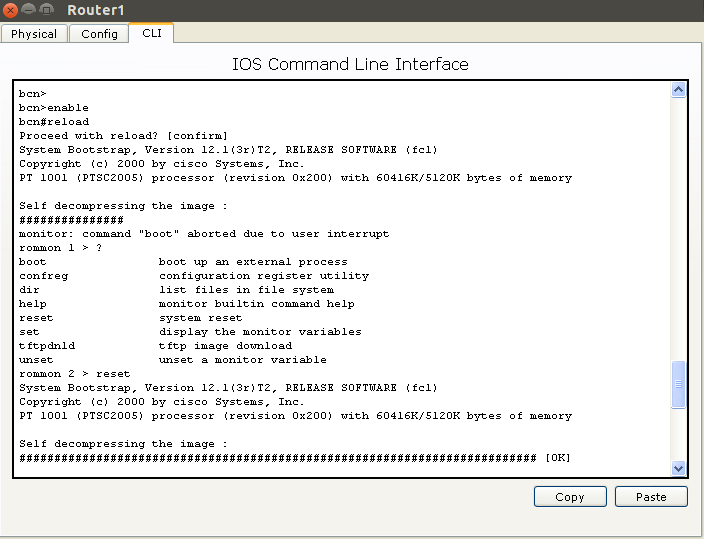 Router1
Physical Config CLI
IOS Command Line Interface
bcn>
bcn>enable
bcn#reload
Proceed with reload? [confirm]
System Bootstrap, Version 12.1(3r)T2, RELEASE SOFTWARE (fc1)
Copyright (c) 2000 by cisco Systems, Inc.
PT 1001 (PTSC2005) processor (revision 0x200) with 60416K/5120K bytes of memory
Self decompressing the image :
###############
monitor: command "boot" aborted due to user interrupt
rommon 1 > ?
boot                boot up an external process
confreg             configuration register utility
dir                 list files in file system
help                monitor builtin command help
reset               system reset
set                 display the monitor variables
tftpdnld            tftp image download
unset               unset a monitor variable
rommon 2 > reset
System Bootstrap, Version 12.1(3r)T2, RELEASE SOFTWARE (fc1)
Copyright (c) 2000 by cisco Systems, Inc.
PT 1001 (PTSC2005) processor (revision 0x200) with 60416K/5120K bytes of memory
Self decompressing the image :
########################################################################## [OK]
Copy Paste